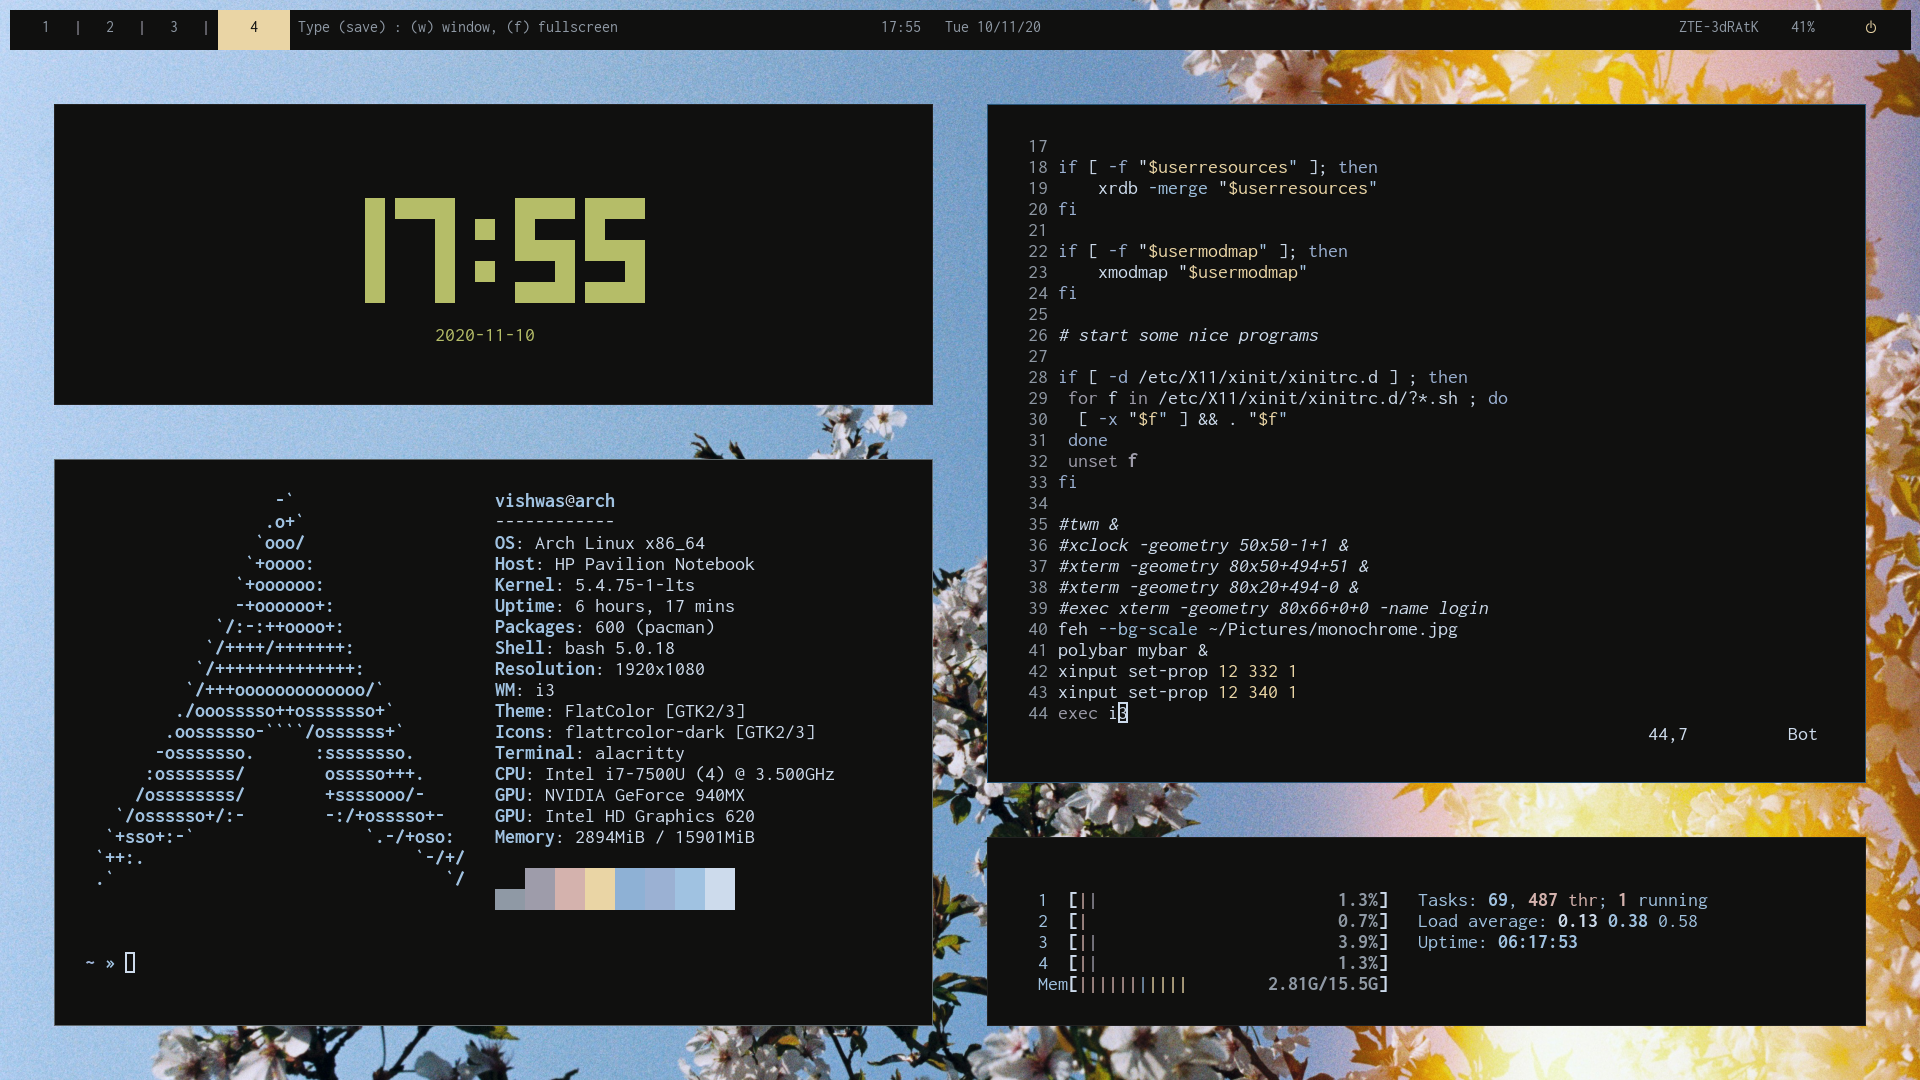 1 | 2 | 3 | 4 Type (save) : (w) window, (f) fullscreen 17:55 Tue 10/11/20 ZTE-3dRAtK 41%
17:55
2020-11-10
-`
.o+`
`ooo/
`+oooo:
`+oooooo:
-+oooooo+:
`/:-:++oooo+:
`/++++/+++++++:
`/++++++++++++++:
`/+++ooooooooooooo/`
./ooosssso++osssssso+`
.oossssso-````/ossssss+`
-osssssso. :ssssssso.
:osssssss/ osssso+++.
/ossssssss/ +ssssooo/-
`/ossssso+/:- -:/+osssso+-
`+sso+:-` `.-/+oso:
`++:. `-/+/
.` `/
vishwas@arch
------------
OS: Arch Linux x86_64
Host: HP Pavilion Notebook
Kernel: 5.4.75-1-lts
Uptime: 6 hours, 17 mins
Packages: 600 (pacman)
Shell: bash 5.0.18
Resolution: 1920x1080
WM: i3
Theme: FlatColor [GTK2/3]
Icons: flattrcolor-dark [GTK2/3]
Terminal: alacritty
CPU: Intel i7-7500U (4) @ 3.500GHz
GPU: NVIDIA GeForce 940MX
GPU: Intel HD Graphics 620
Memory: 2894MiB / 15901MiB
~ »
17
18 if [ -f "$userresources" ]; then
19     xrdb -merge "$userresources"
20 fi
21
22 if [ -f "$usermodmap" ]; then
23     xmodmap "$usermodmap"
24 fi
25
26 # start some nice programs
27
28 if [ -d /etc/X11/xinit/xinitrc.d ] ; then
29  for f in /etc/X11/xinit/xinitrc.d/?*.sh ; do
30   [ -x "$f" ] && . "$f"
31  done
32  unset f
33 fi
34
35 #twm &
36 #xclock -geometry 50x50-1+1 &
37 #xterm -geometry 80x50+494+51 &
38 #xterm -geometry 80x20+494-0 &
39 #exec xterm -geometry 80x66+0+0 -name login
40 feh --bg-scale ~/Pictures/monochrome.jpg
41 polybar mybar &
42 xinput set-prop 12 332 1
43 xinput set-prop 12 340 1
44 exec i3
44,7 Bot
1 [|| 1.3%] Tasks: 69, 487 thr; 1 running
2 [| 0.7%] Load average: 0.13 0.38 0.58
3 [|| 3.9%] Uptime: 06:17:53
4 [|| 1.3%]
Mem[||||||||||| 2.81G/15.5G]